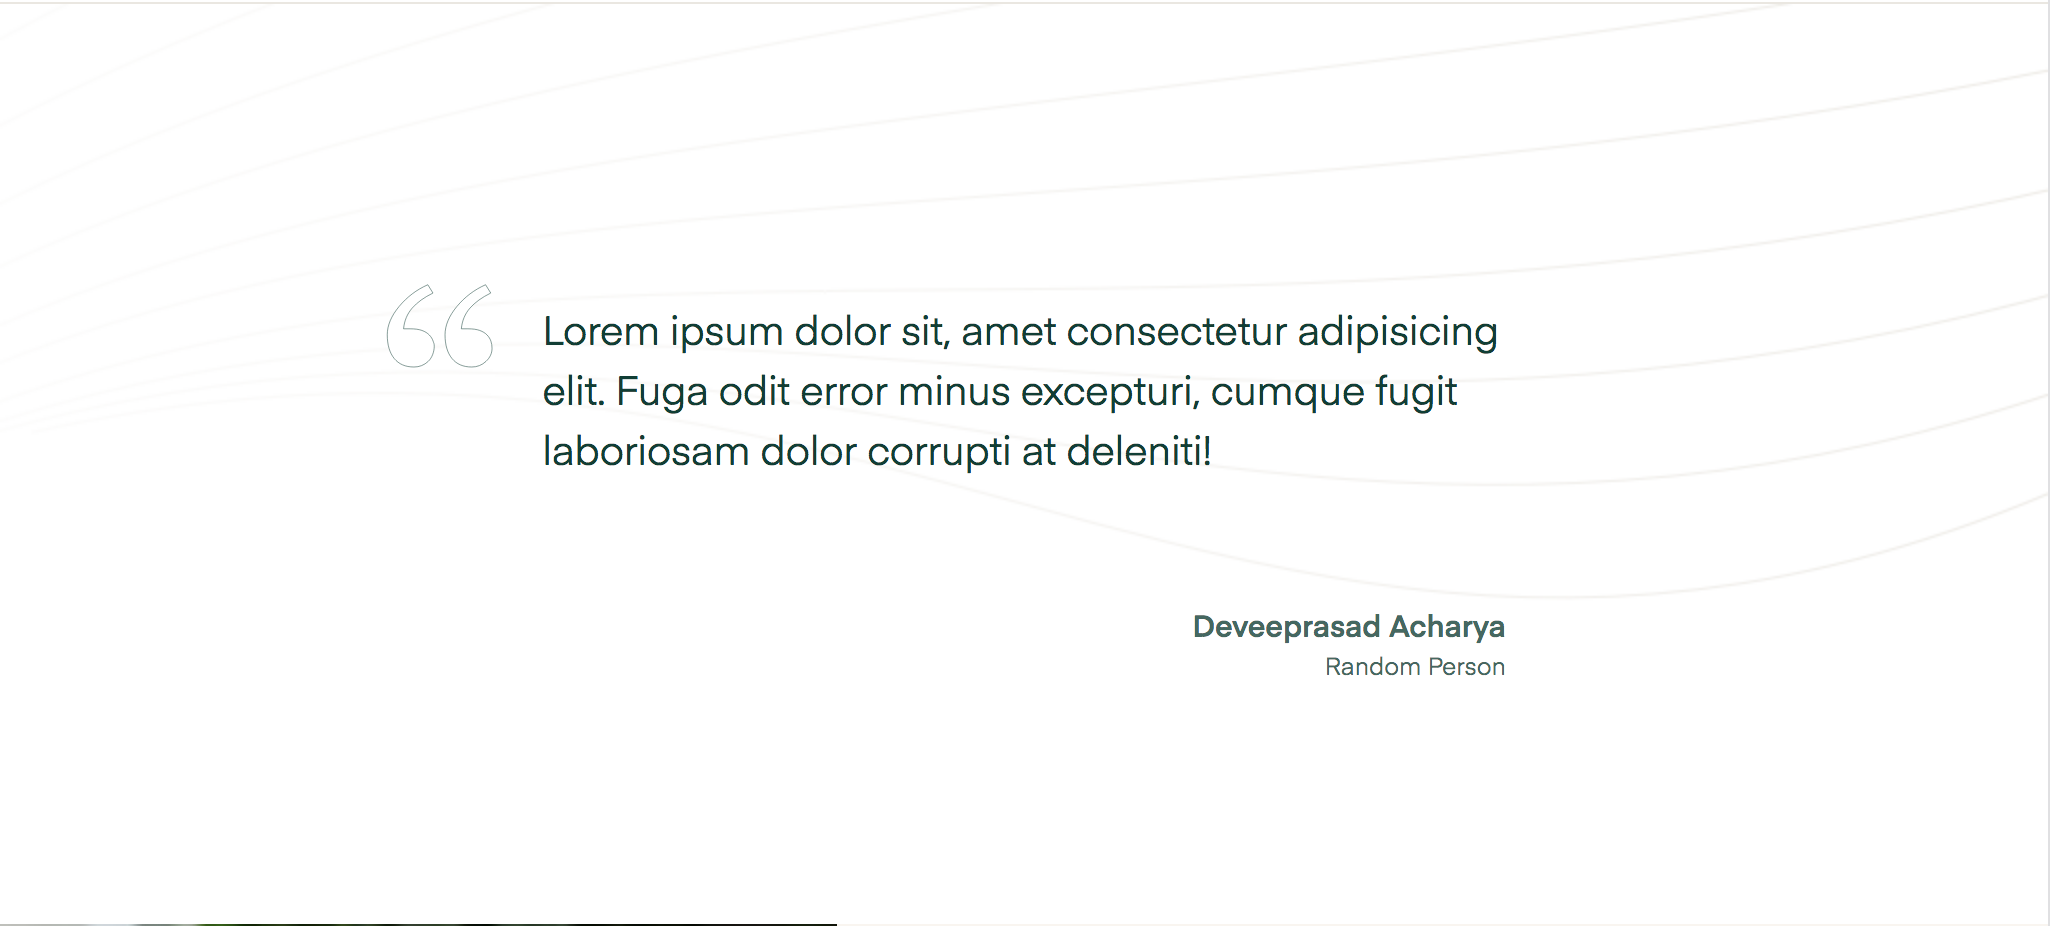 “
Lorem ipsum dolor sit, amet consectetur adipisicing
elit. Fuga odit error minus excepturi, cumque fugit
laboriosam dolor corrupti at deleniti!
Deveeprasad Acharya
Random Person